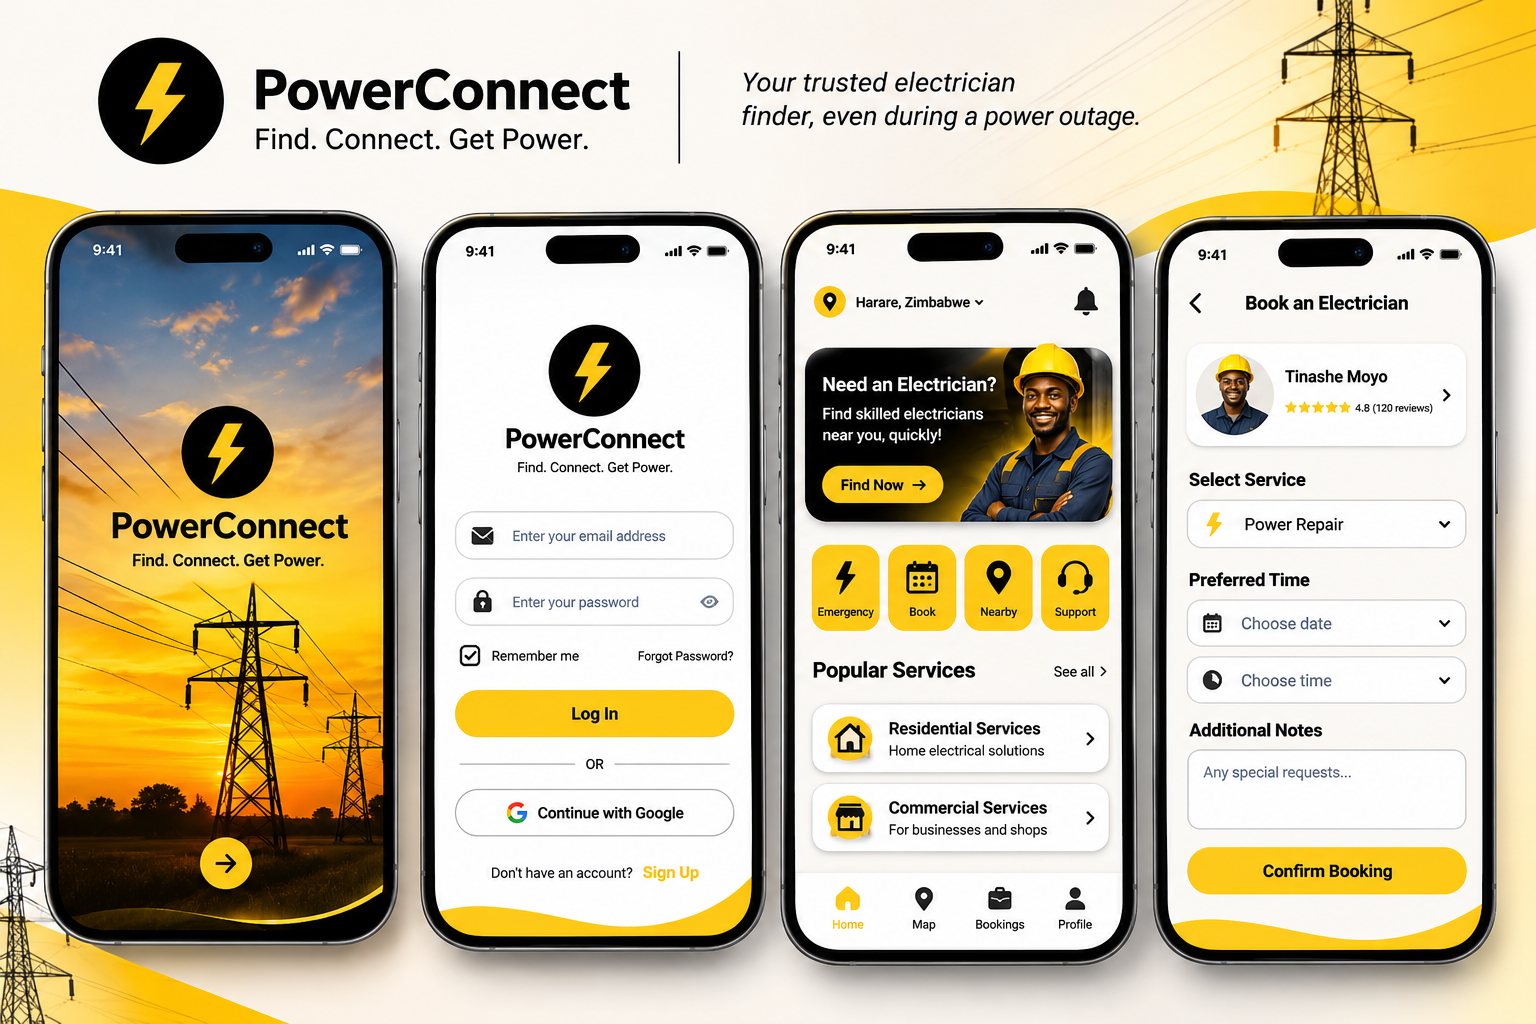 PowerConnect
Find. Connect. Get Power.
Your trusted electrician
finder, even during a power outage.
9:41
PowerConnect
Find. Connect. Get Power.
9:41
PowerConnect
Find. Connect. Get Power.
Enter your email address
Enter your password
Remember me
Forgot Password?
Log In
OR
Continue with Google
Don't have an account? Sign Up
9:41
Harare, Zimbabwe
Need an Electrician?
Find skilled electricians
near you, quickly!
Find Now
Emergency
Book
Nearby
Support
Popular Services
See all
Residential Services
Home electrical solutions
Commercial Services
For businesses and shops
Home
Map
Bookings
Profile
9:41
Book an Electrician
Tinashe Moyo
4.8 (120 reviews)
Select Service
Power Repair
Preferred Time
Choose date
Choose time
Additional Notes
Any special requests...
Confirm Booking